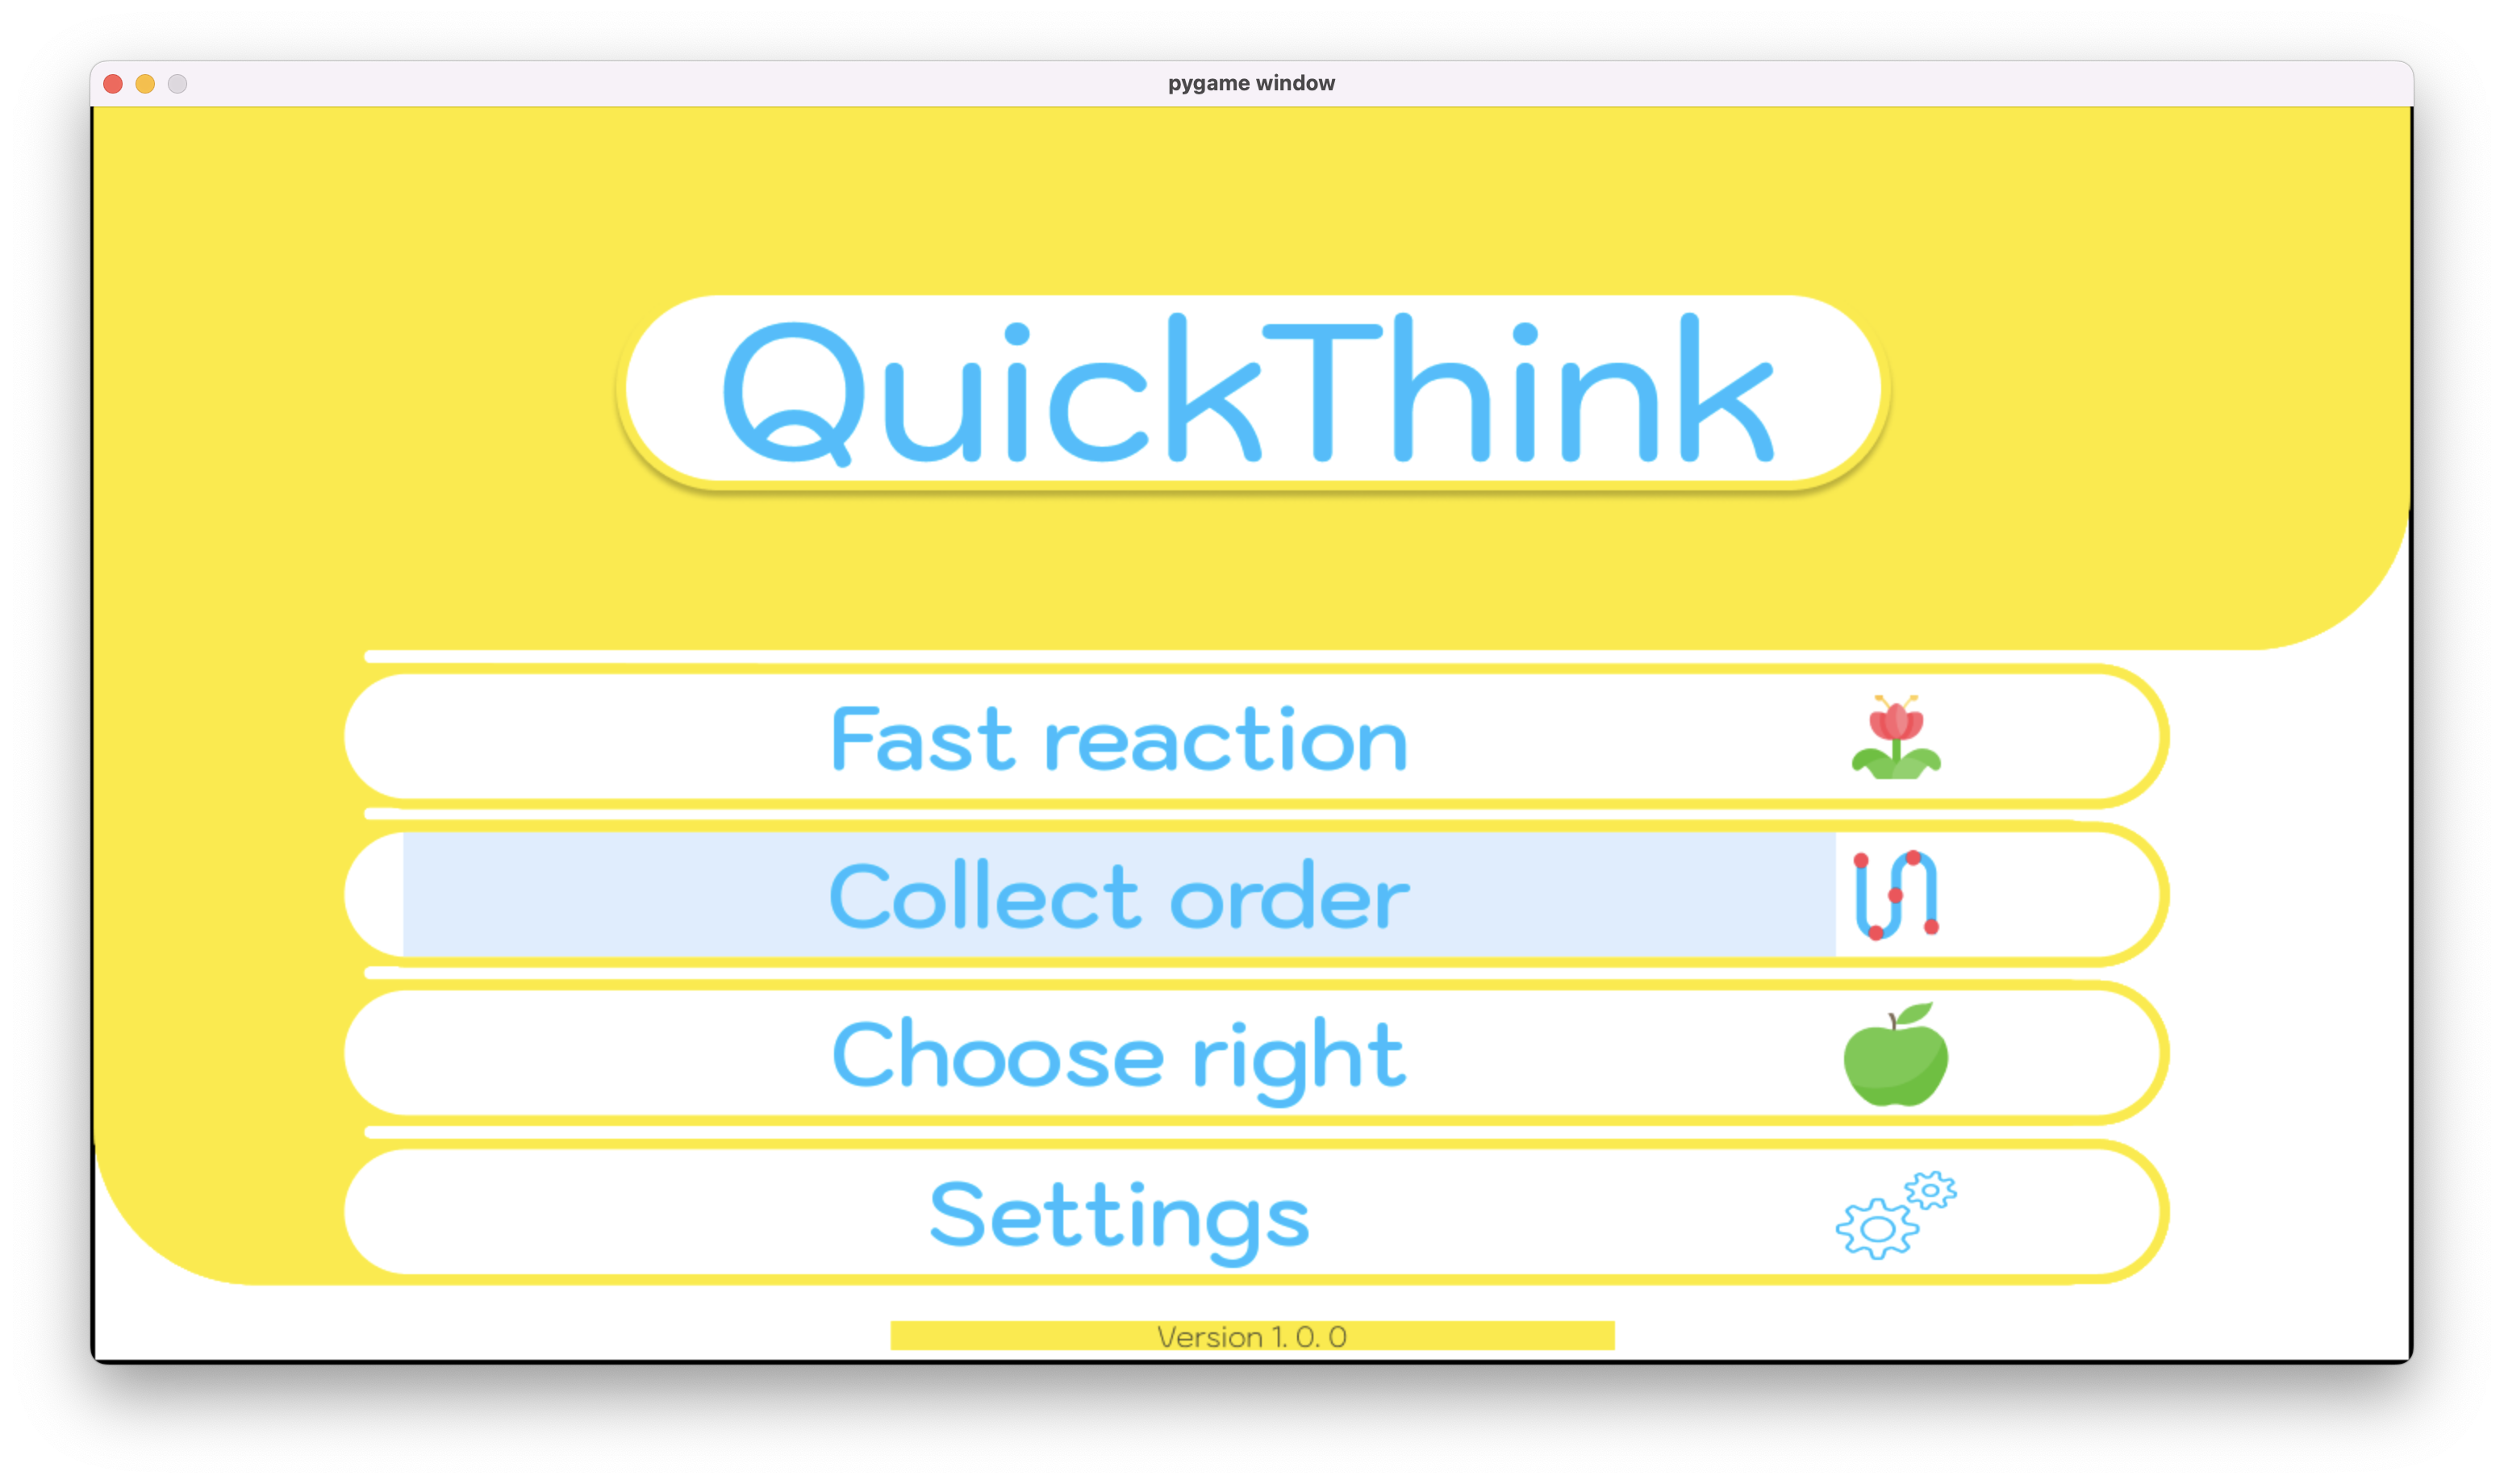 pygame window
QuickThink
Fast reaction
Collect order
Choose right
Settings
Version 1. 0. 0